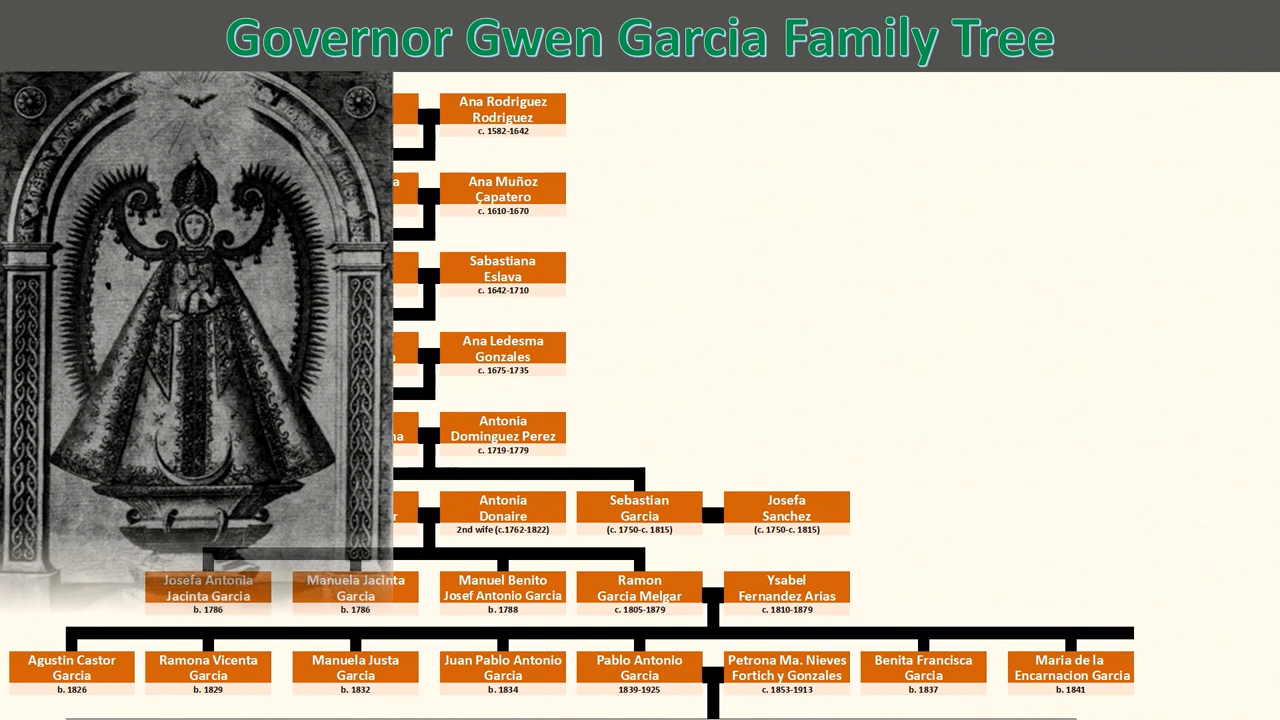 Governor Gwen Garcia Family Tree
Ana Rodriguez
Rodriguez
c. 1582-1642
Ana Muñoz
Çapatero
c. 1610-1670
Sabastiana
Eslava
c. 1642-1710
Ana Ledesma
Gonzales
c. 1675-1735
Antonia
Dominguez Perez
c. 1719-1779
Antonia
Donaire
2nd wife (c.1762-1822)
Sebastian
Garcia
(c. 1750-c. 1815)
Josefa
Sanchez
(c. 1750-c. 1815)
Josefa Antonia
Jacinta Garcia
b. 1786
Manuela Jacinta
Garcia
b. 1786
Manuel Benito
Josef Antonio Garcia
b. 1788
Ramon
Garcia Melgar
c. 1805-1879
Ysabel
Fernandez Arias
c. 1810-1879
Agustin Castor
Garcia
b. 1826
Ramona Vicenta
Garcia
b. 1829
Manuela Justa
Garcia
b. 1832
Juan Pablo Antonio
Garcia
b. 1834
Pablo Antonio
Garcia
1839-1925
Petrona Ma. Nieves
Fortich y Gonzales
c. 1853-1913
Benita Francisca
Garcia
b. 1837
Maria de la
Encarnacion Garcia
b. 1841